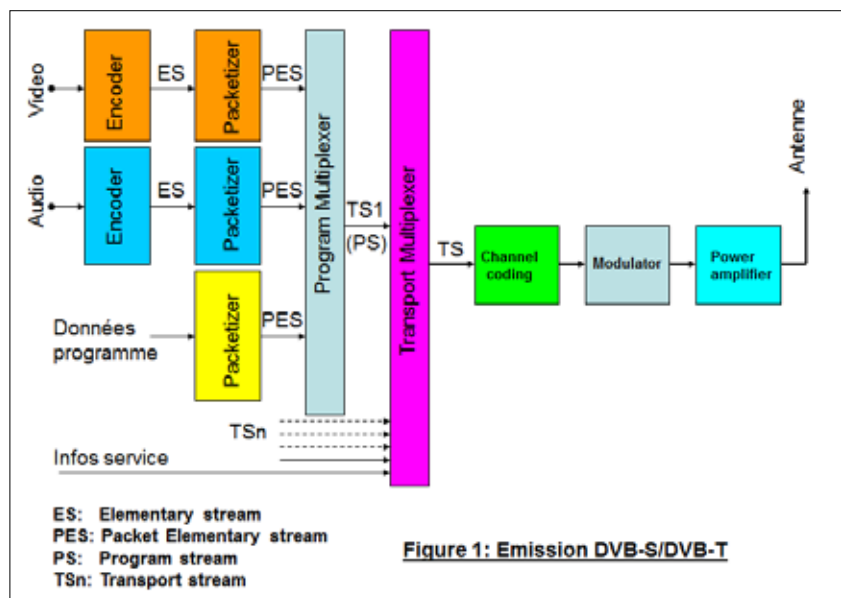 Video
Encoder
ES
Packetizer
PES
Audio
Encoder
ES
Packetizer
PES
Données
programme
Packetizer
PES
Program Multiplexer
TS1
(PS)
Transport Multiplexer
TS
Channel
coding
Modulator
Power
amplifier
Antenne
TSn
Infos service
ES: Elementary stream
PES: Packet Elementary stream
PS: Program stream
TSn: Transport stream
Figure 1: Emission DVB-S/DVB-T